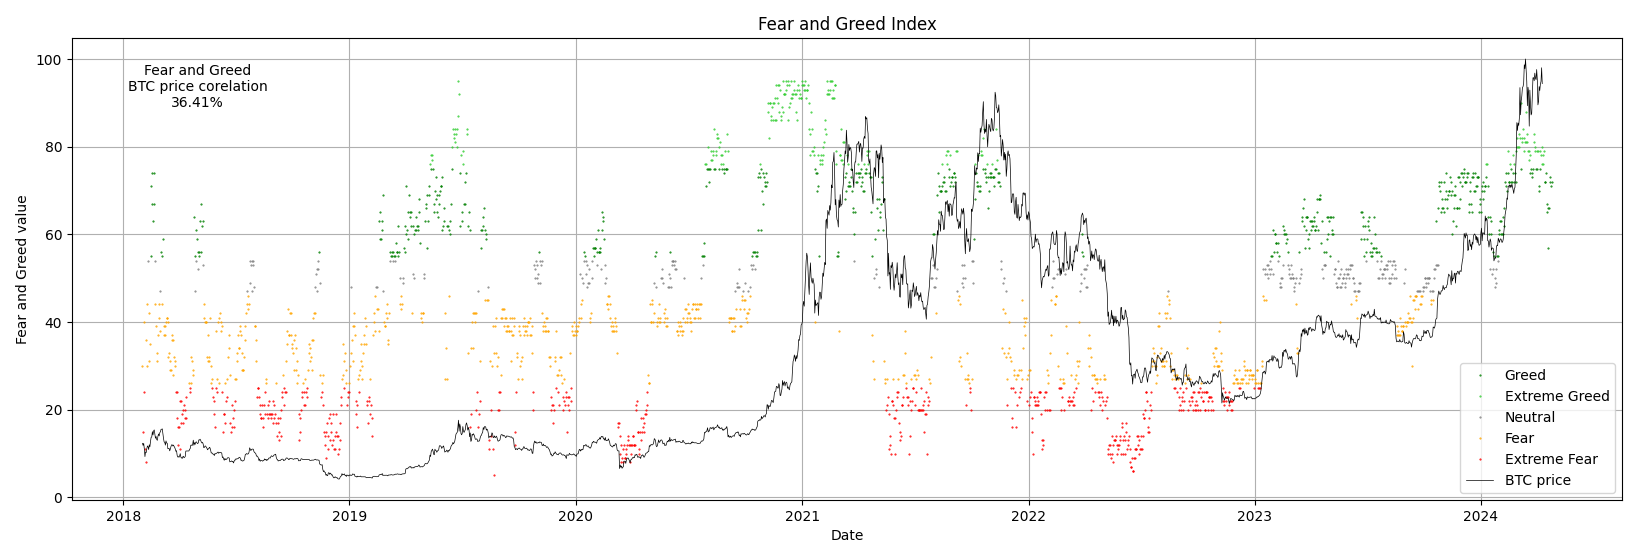 Fear and Greed Index
Fear and Greed
BTC price corelation
36.41%
Fear and Greed value
100
80
60
40
20
0
2018
2019
2020
2021
2022
2023
2024
Date
Greed
Extreme Greed
Neutral
Fear
Extreme Fear
BTC price